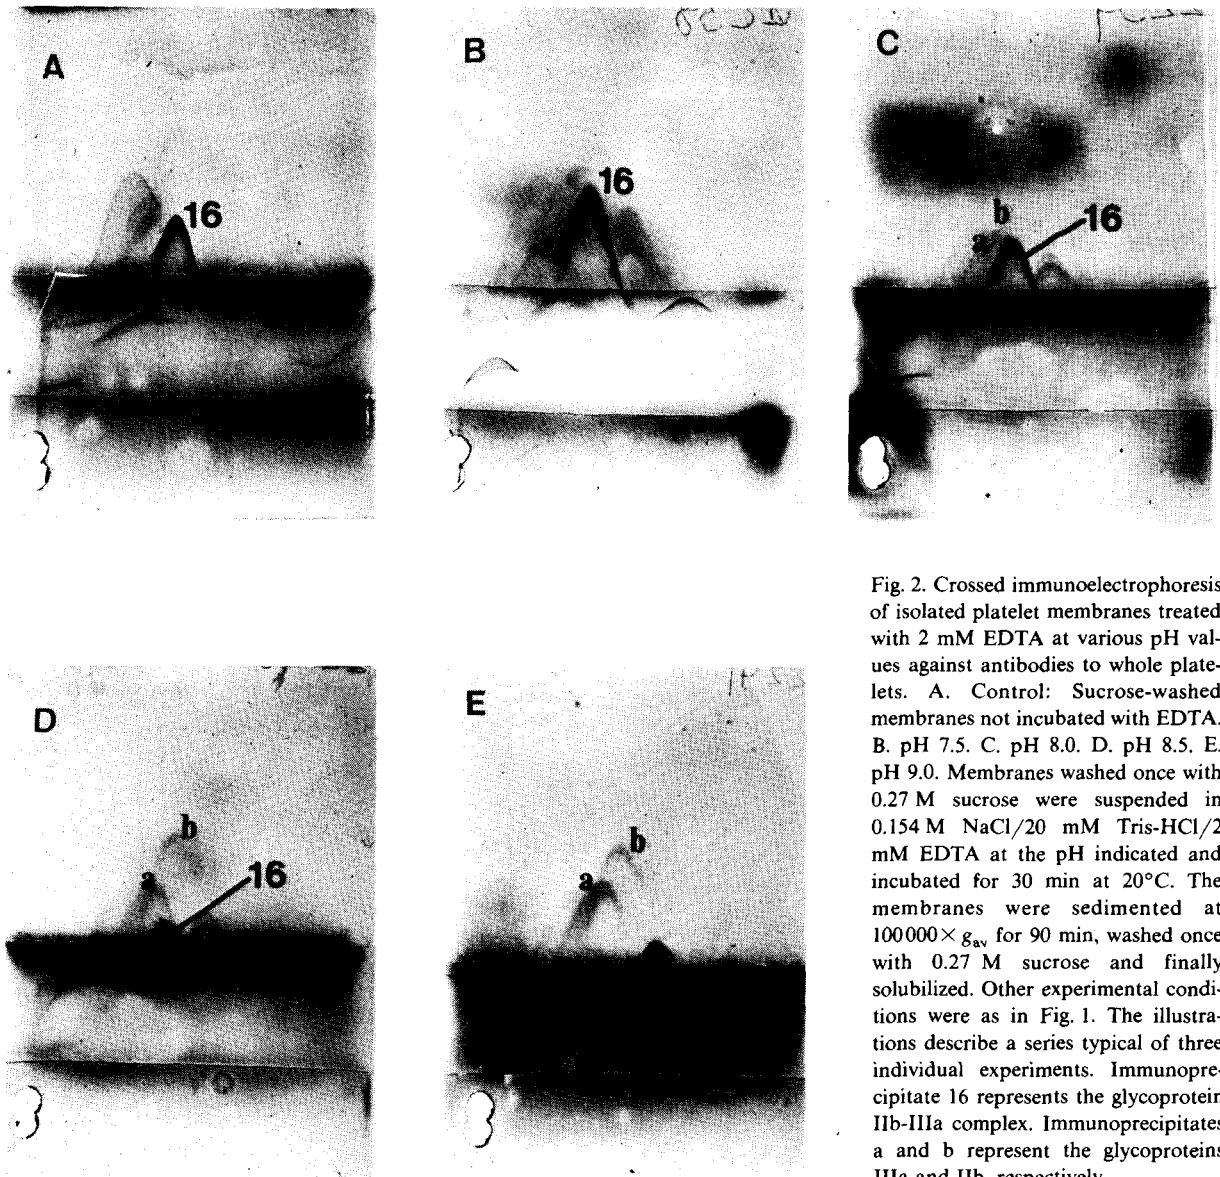 A
B
C
16
16
b
a
16
D
E
b
a
16
b
a
Fig. 2. Crossed immunoelectrophoresis
of isolated platelet membranes treated
with 2 mM EDTA at various pH val-
ues against antibodies to whole plate-
lets. A. Control: Sucrose-washed
membranes not incubated with EDTA.
B. pH 7.5. C. pH 8.0. D. pH 8.5. E.
pH 9.0. Membranes washed once with
0.27 M sucrose were suspended in
0.154 M NaCl/20 mM Tris-HCl/2
mM EDTA at the pH indicated and
incubated for 30 min at 20°C. The
membranes were sedimented at
100000×g_av for 90 min, washed once
with 0.27 M sucrose and finally
solubilized. Other experimental condi-
tions were as in Fig. 1. The illustra-
tions describe a series typical of three
individual experiments. Immunopre-
cipitate 16 represents the glycoprotein
IIb-IIIa complex. Immunoprecipitates
a and b represent the glycoproteins
IIIa and IIb, respectively.